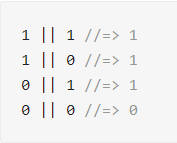 1 || 1 //=> 1
1 || 0 //=> 1
0 || 1 //=> 1
0 || 0 //=> 0